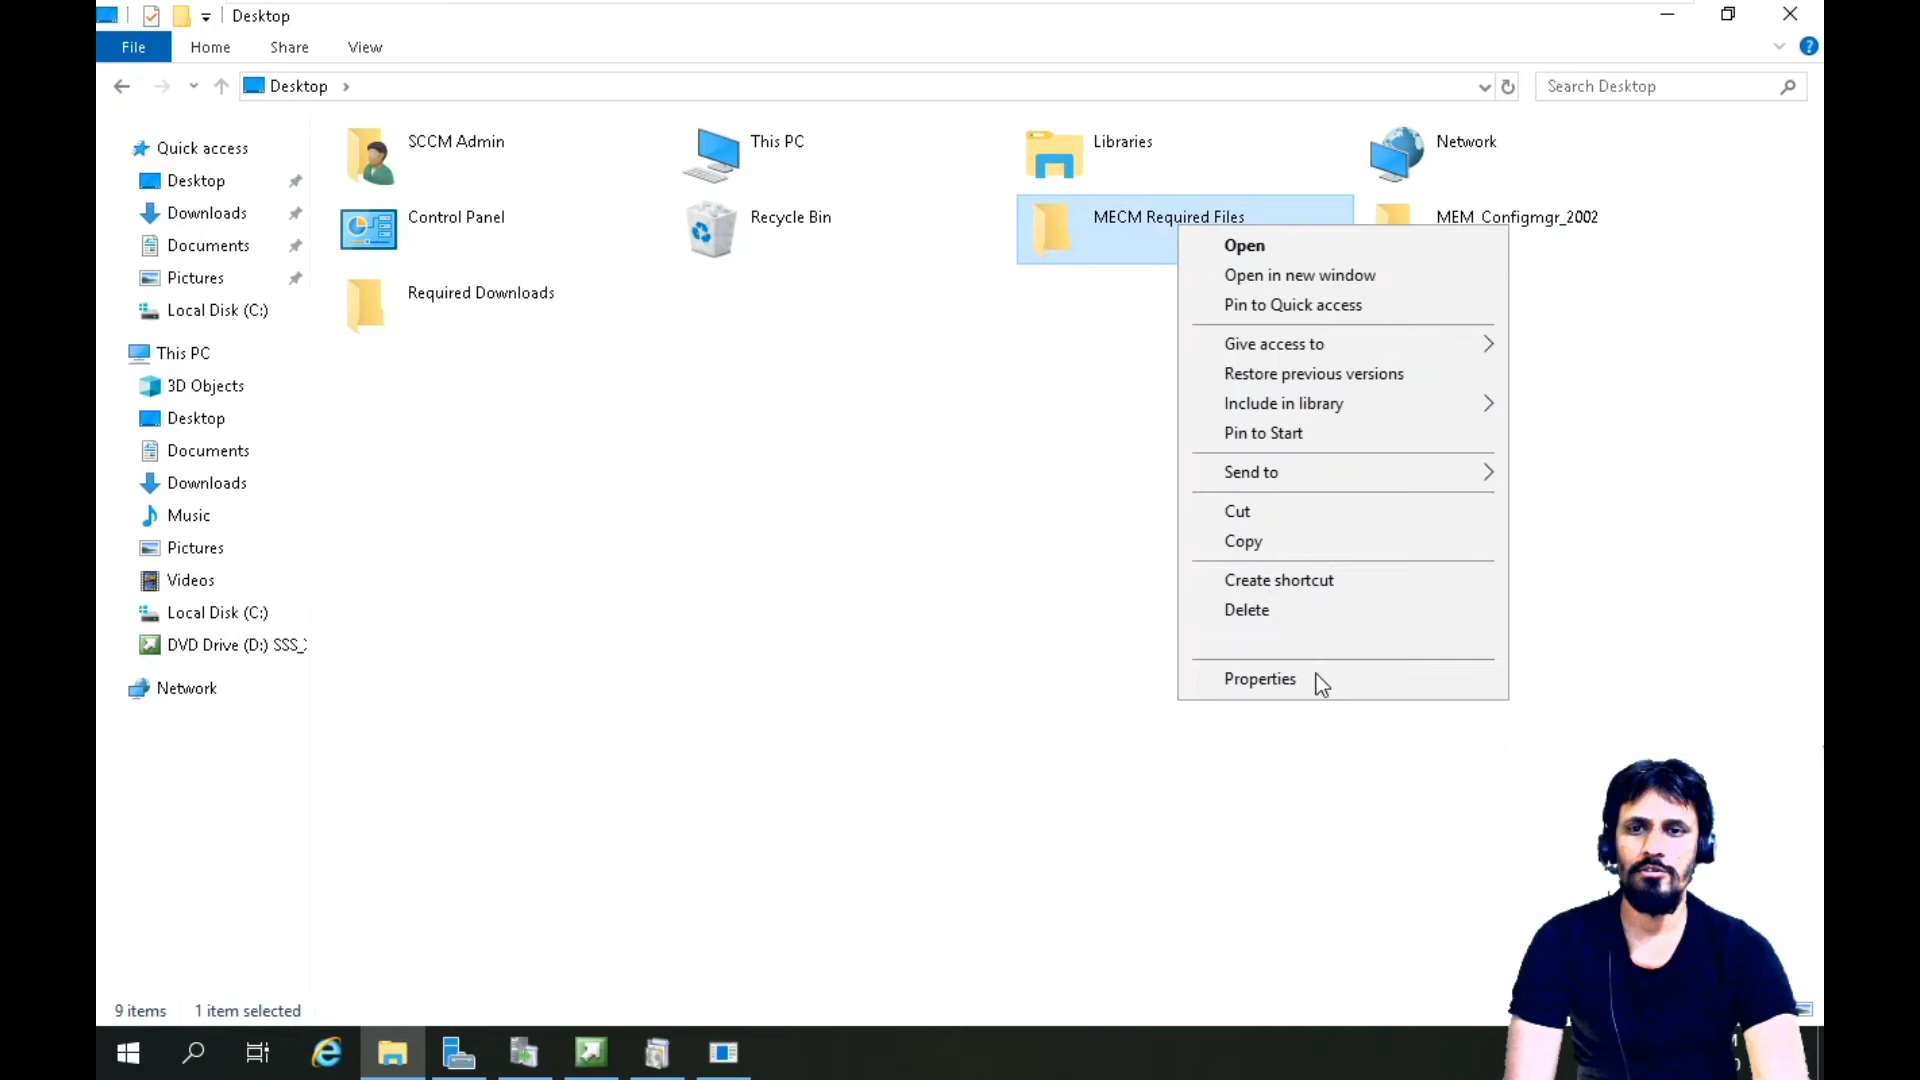 Desktop
File
Home
Share
View
Desktop
Search Desktop
Quick access
Desktop
Downloads
Documents
Pictures
Local Disk (C:)
This PC
3D Objects
Desktop
Documents
Downloads
Music
Pictures
Videos
Local Disk (C:)
DVD Drive (D:) SSS_
Network
SCCM Admin
This PC
Libraries
Network
Control Panel
Recycle Bin
MECM Required Files
MEM_Configmgr_2002
Required Downloads
Open
Open in new window
Pin to Quick access
Give access to
Restore previous versions
Include in library
Pin to Start
Send to
Cut
Copy
Create shortcut
Delete
Properties
9 items
1 item selected